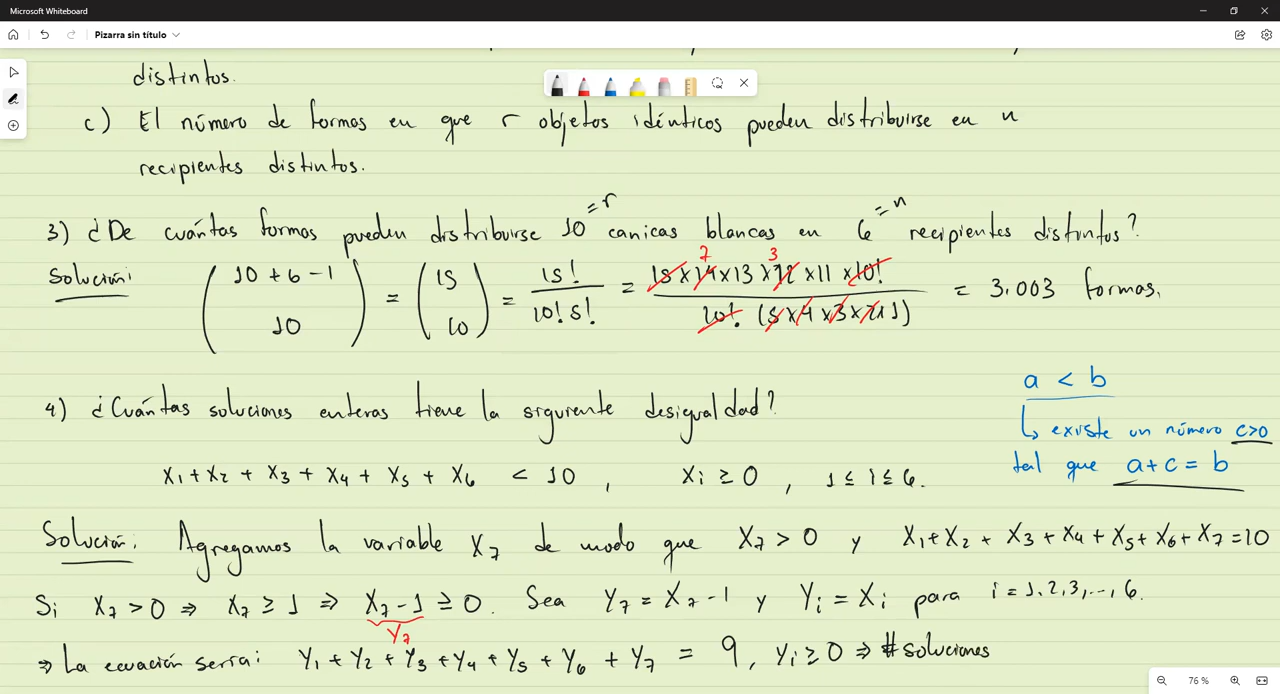 Microsoft Whiteboard
Pizarra sin título
distintos.
c) El número de formas en que r objetos idénticos pueden distribuirse en n
recipientes distintos.
3) ¿De cuántas formas pueden distribuirse 10 = r canicas blancas en 6 = n recipientes distintos?
Solución: (10 + 6 - 1 / 10) = (15 / 10) = 15! / 10! 5! = 15 x 14 x 13 x 12 x 11 x 10! / 10! (5 x 4 x 3 x 2 x 1) = 3.003 formas.
7 3
4) ¿Cuántas soluciones enteras tiene la siguiente desigualdad?
a < b
↳ existe un número c>0
tal que a + c = b
X1 + X2 + X3 + X4 + X5 + X6 < 10 , Xi ≥ 0 , 1 ≤ i ≤ 6.
Solución: Agregamos la variable X7 de modo que X7 > 0 y X1 + X2 + X3 + X4 + X5 + X6 + X7 = 10
Si X7 > 0 ⇒ X7 ≥ 1 ⇒ X7 - 1 ≥ 0. Sea Y7 = X7 - 1 y Yi = Xi para i = 1, 2, 3, ..., 6.
Y7
⇒ La ecuación sería: Y1 + Y2 + Y3 + Y4 + Y5 + Y6 + Y7 = 9, Yi ≥ 0 ⇒ # soluciones
76 %